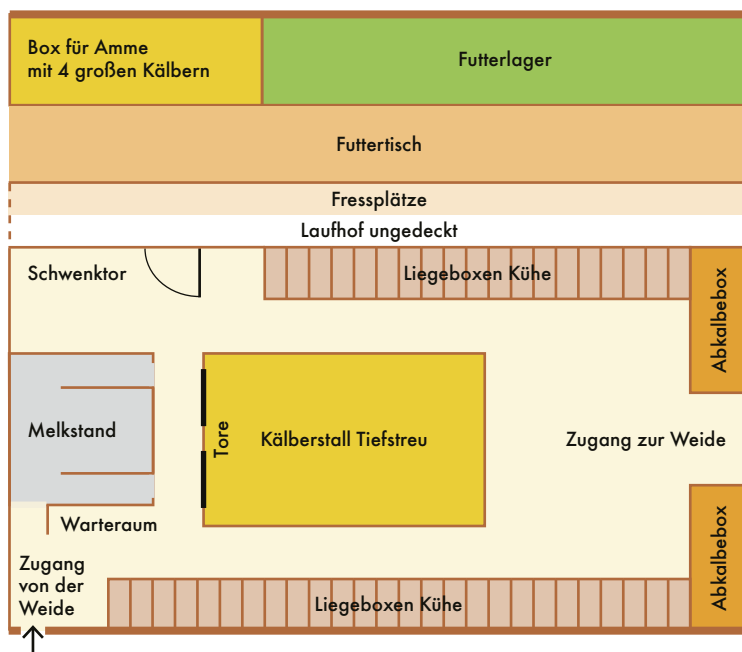 Box für Amme
mit 4 großen Kälbern
Futterlager
Futtertisch
Fressplätze
Laufhof ungedeckt
Schwenktor
Liegeboxen Kühe
Abkalbebox
Melkstand
Tore
Kälberstall Tiefstreu
Zugang zur Weide
Warteraum
Zugang
von der
Weide
Liegeboxen Kühe
Abkalbebox